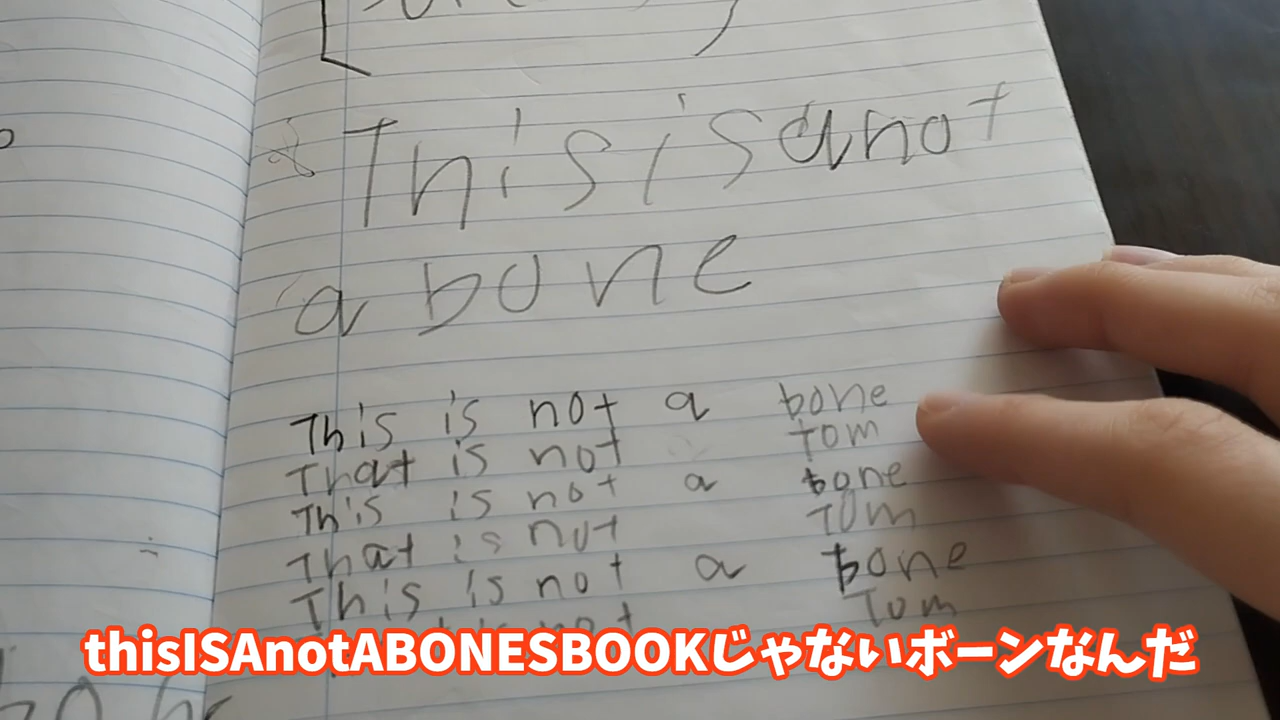 This is anot
a bone
This is not a bone
That is not Tom
This is not a bone
That is not Tom
This is not a bone
is not Tom
thisISAnotABONESBOOKじゃないボーンなんだ